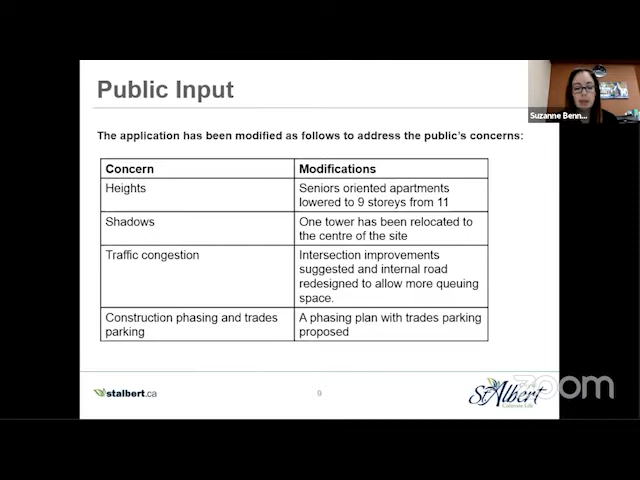 Public Input
Suzanne Benn...
The application has been modified as follows to address the public's concerns:
Concern
Modifications
Heights
Seniors oriented apartments
lowered to 9 storeys from 11
Shadows
One tower has been relocated to
the centre of the site
Traffic congestion
Intersection improvements
suggested and internal road
redesigned to allow more queuing
space.
Construction phasing and trades
parking
A phasing plan with trades parking
proposed
stalbert.ca
9
St. Albert
zoom